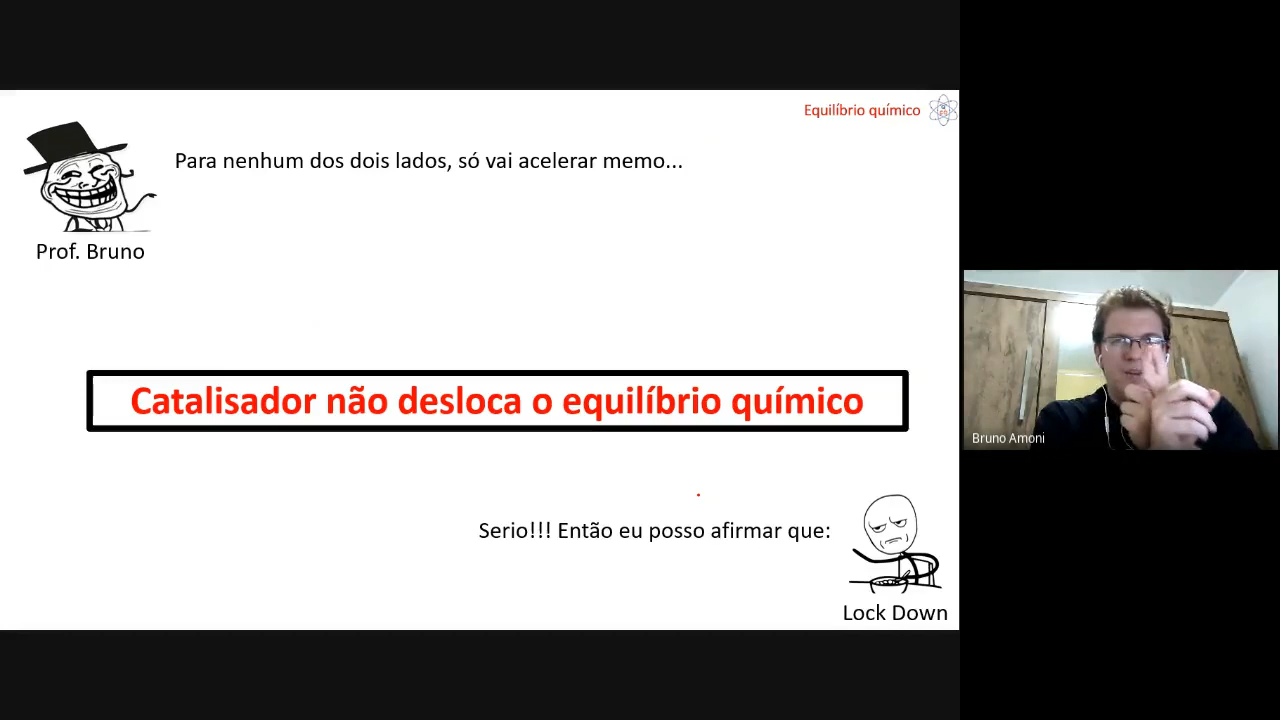 Equilíbrio químico
Para nenhum dos dois lados, só vai acelerar memo...
Prof. Bruno
Catalisador não desloca o equilíbrio químico
Bruno Amoni
Serio!!! Então eu posso afirmar que:
Lock Down